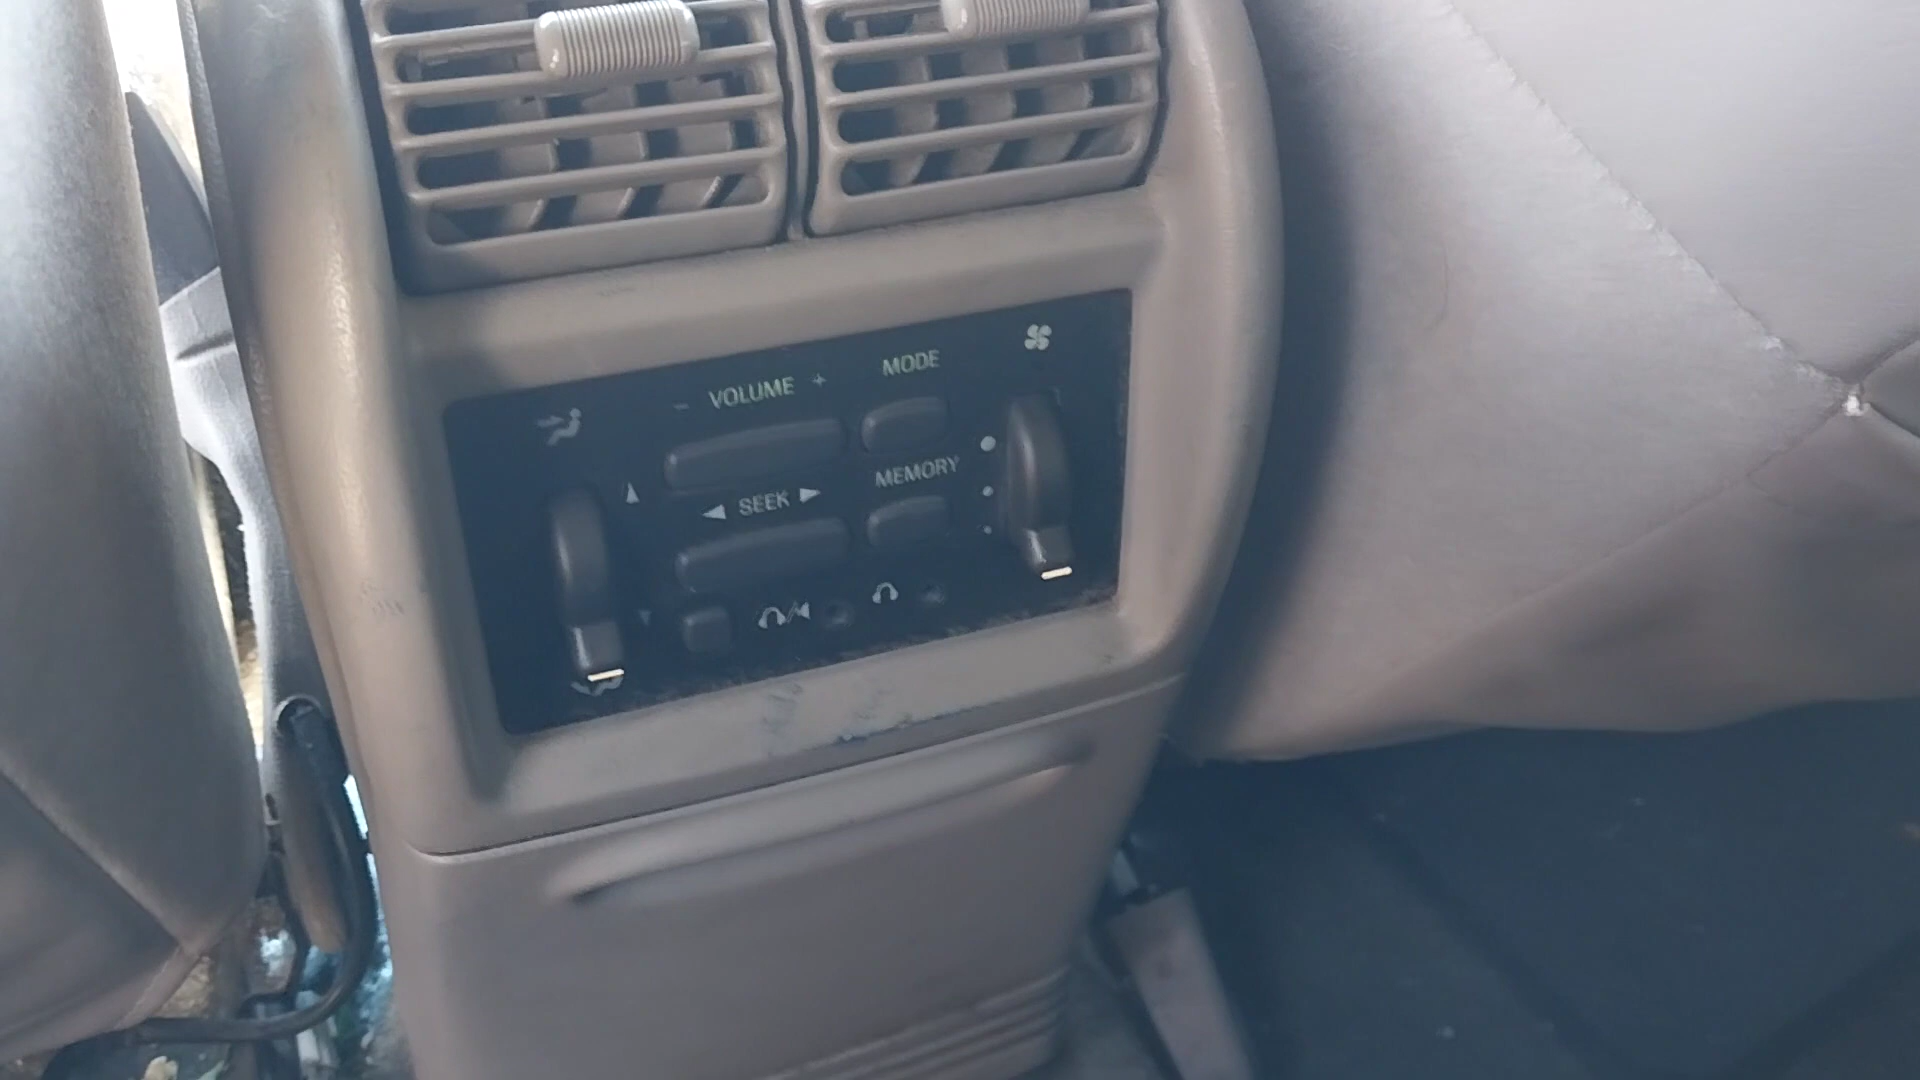 MODE
- VOLUME +
MEMORY
◀ SEEK ▶